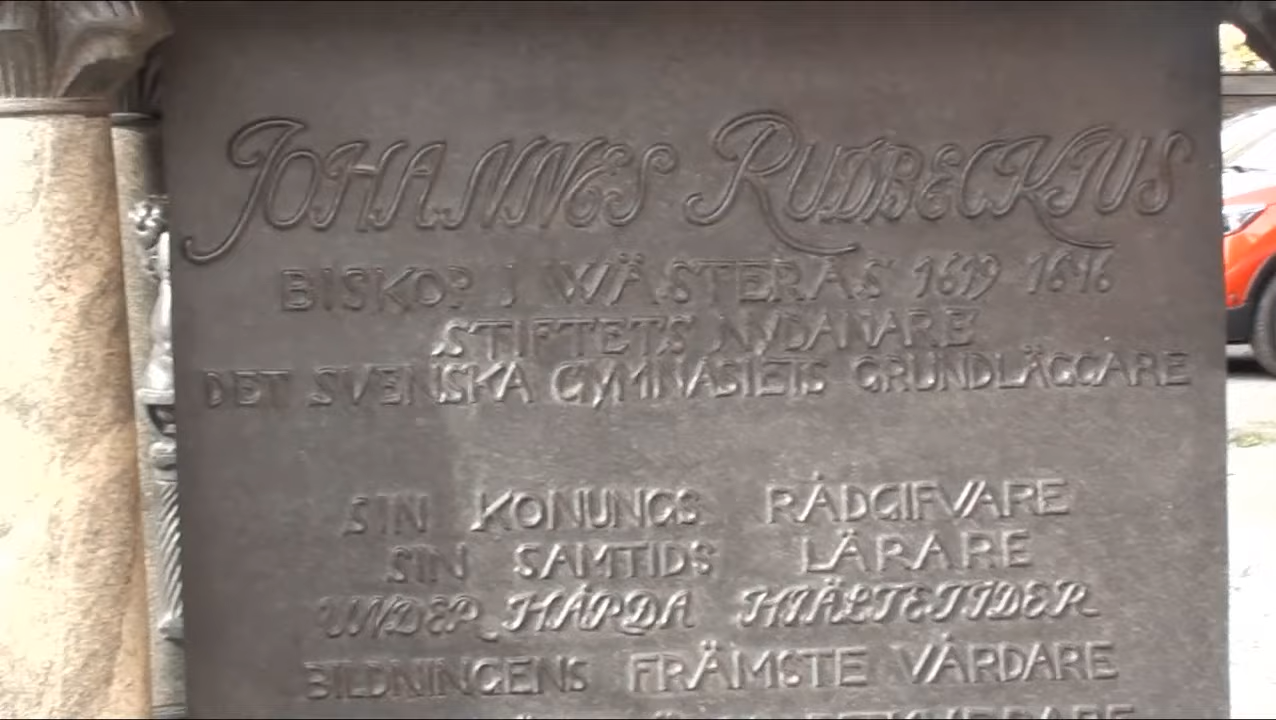 JOHANNES RUDBECKIUS
BISKOP I WÄSTERÅS 1619 1646
STIFTETS NYDANARE
DET SVENSKA GYMNASIETS GRUNDLÄGGARE
SIN KONUNGS RÅDGIFVARE
SIN SAMTIDS LÄRARE
UNDER HÅRDA HJÄLTETIDER
BILDNINGENS FRÄMSTE VÅRDARE